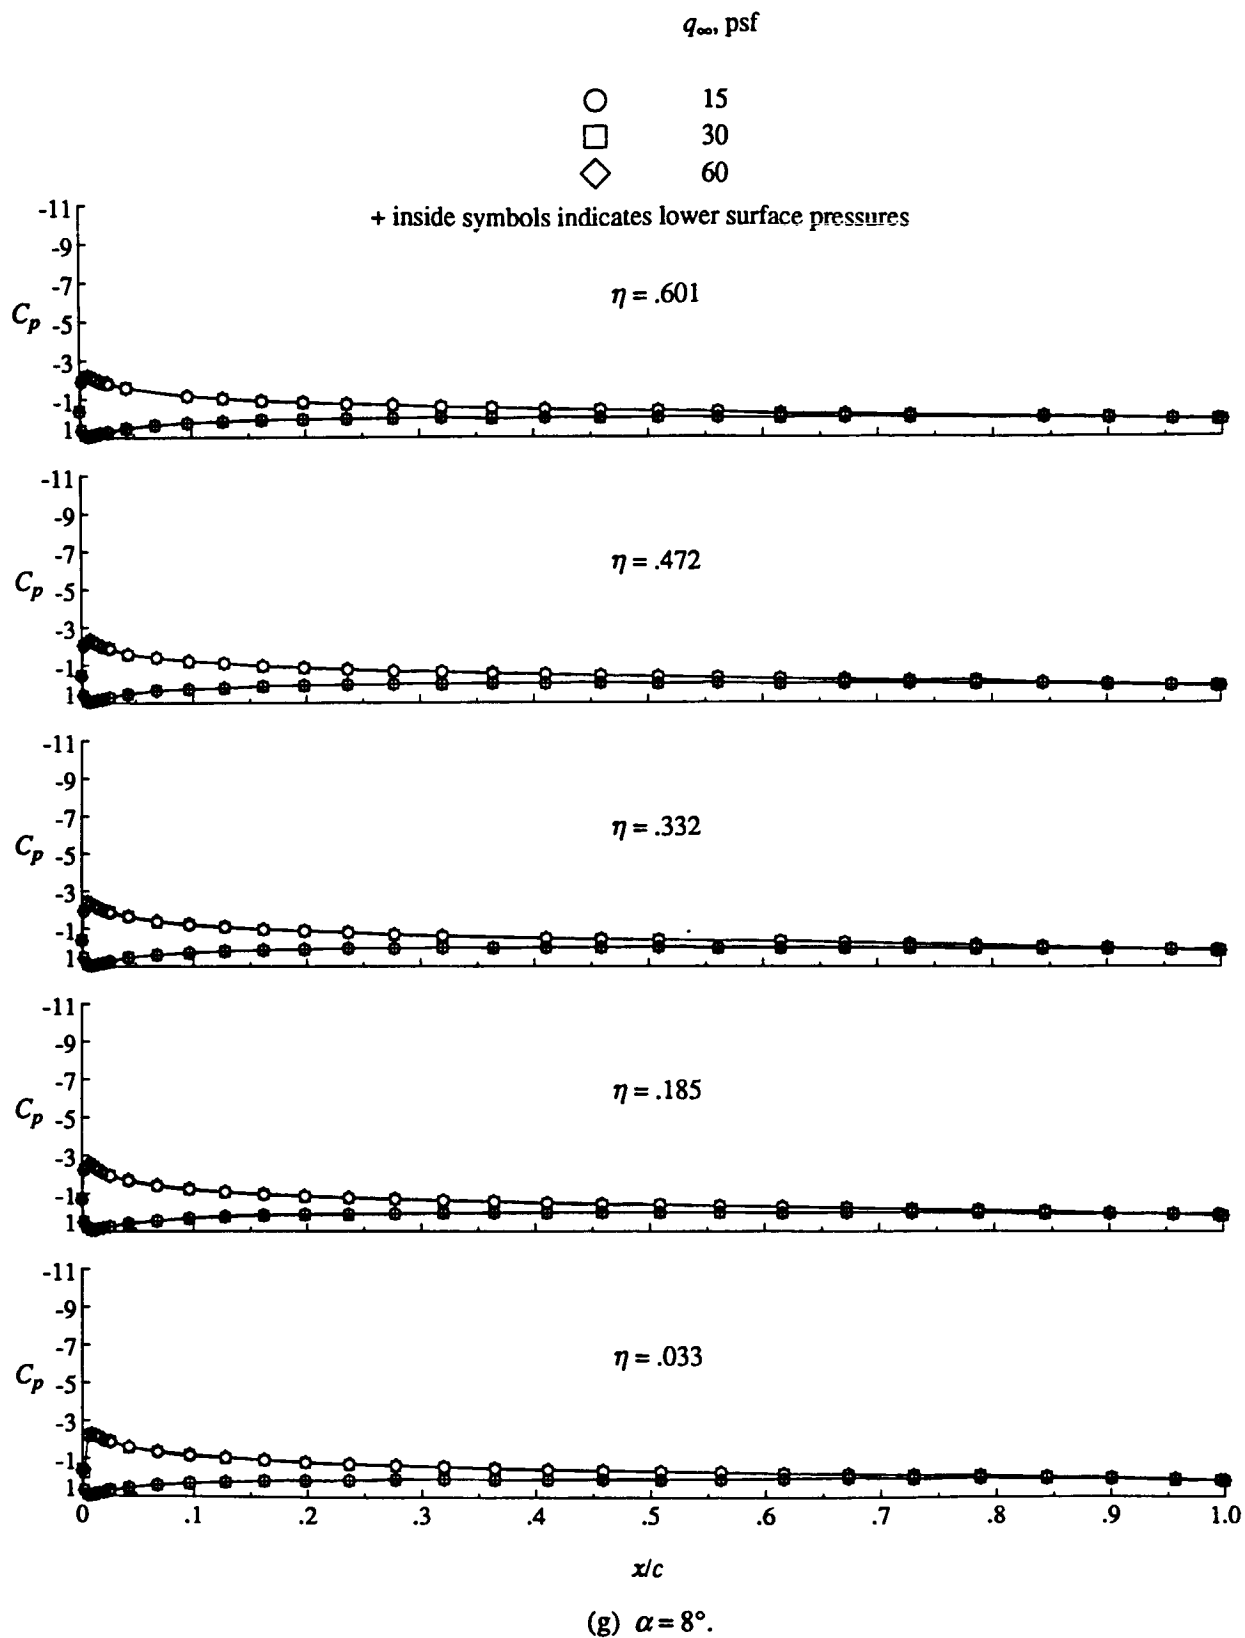 q∞, psf
15
30
60
+ inside symbols indicates lower surface pressures
-11
-9
-7
-5
-3
-1
1
Cp
η = .601
-11
-9
-7
-5
-3
-1
1
Cp
η = .472
-11
-9
-7
-5
-3
-1
1
Cp
η = .332
-11
-9
-7
-5
-3
-1
1
Cp
η = .185
-11
-9
-7
-5
-3
-1
1
Cp
η = .033
0 .1 .2 .3 .4 .5 .6 .7 .8 .9 1.0
x/c
(g) α = 8°.